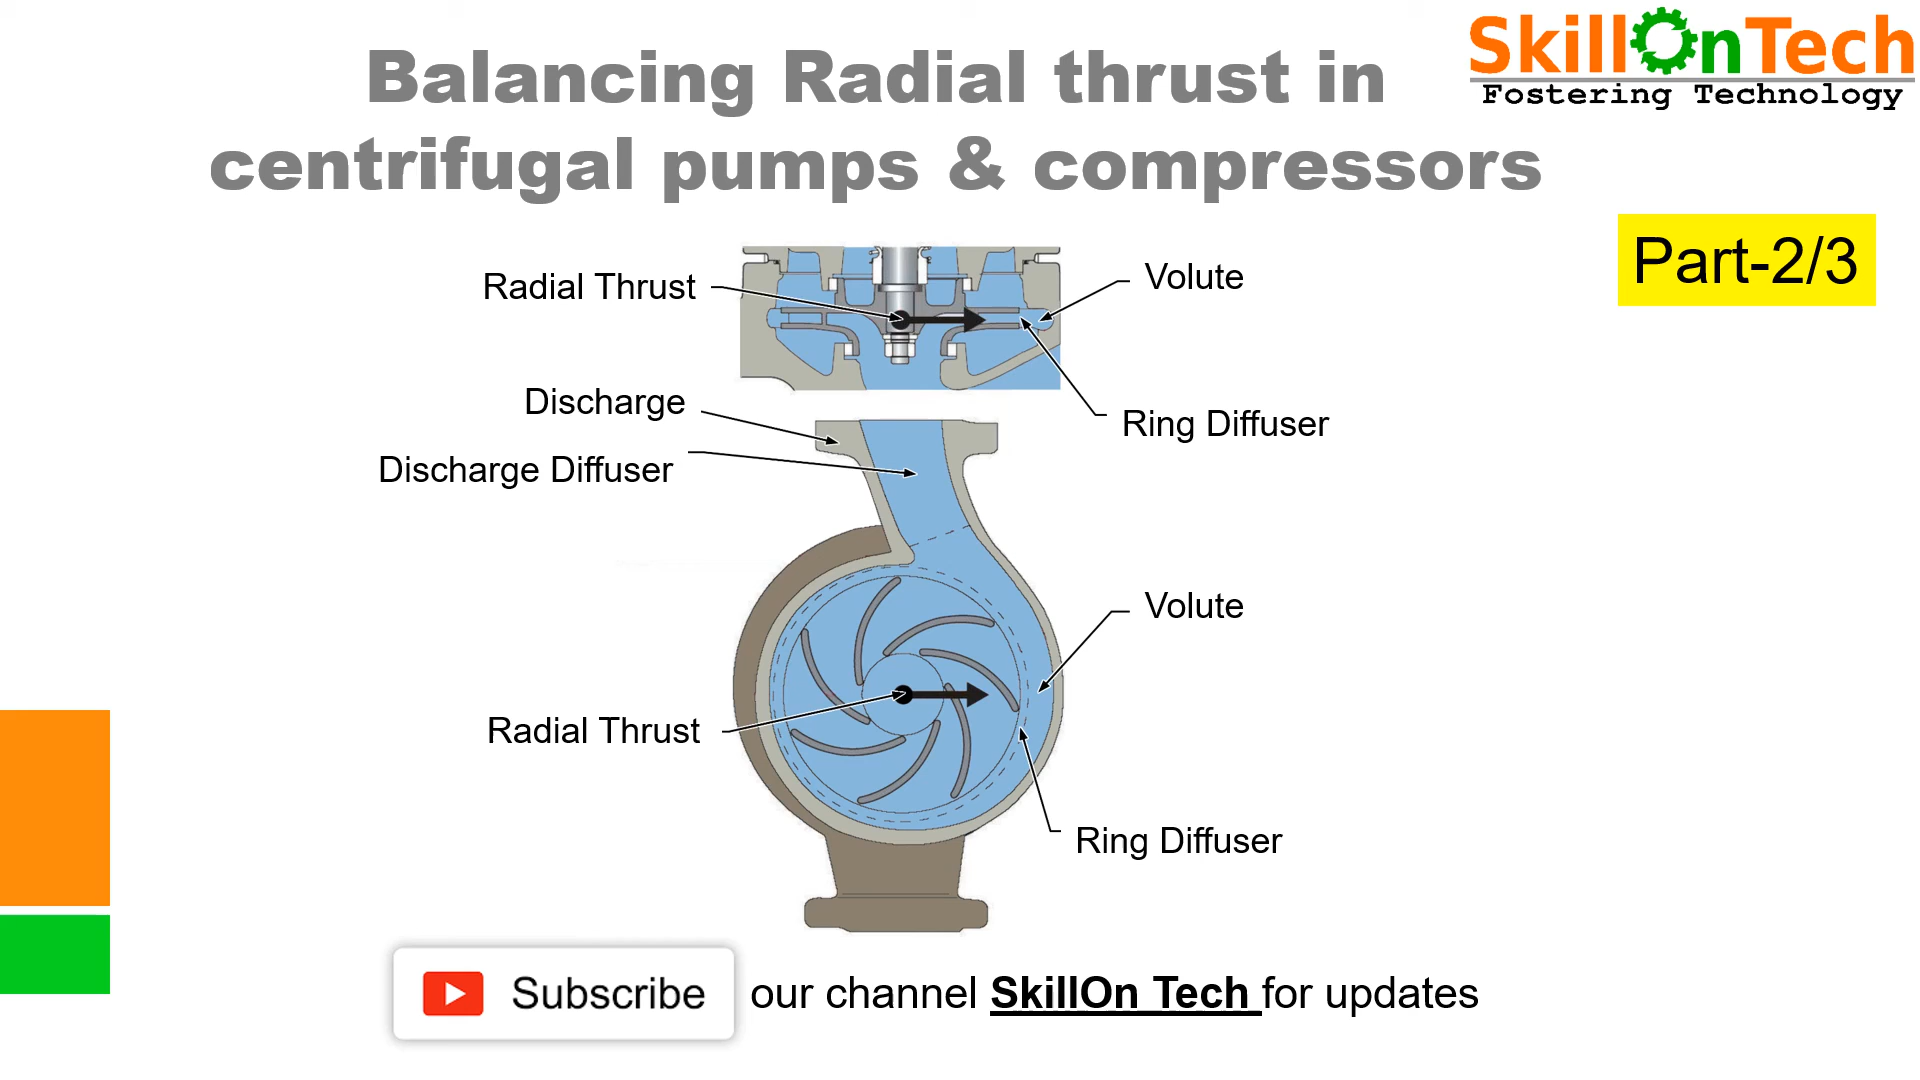 SkillOnTech
Fostering Technology
Balancing Radial thrust in
centrifugal pumps & compressors
Part-2/3
Radial Thrust
Volute
Discharge
Ring Diffuser
Discharge Diffuser
Volute
Radial Thrust
Ring Diffuser
Subscribe our channel SkillOn Tech for updates